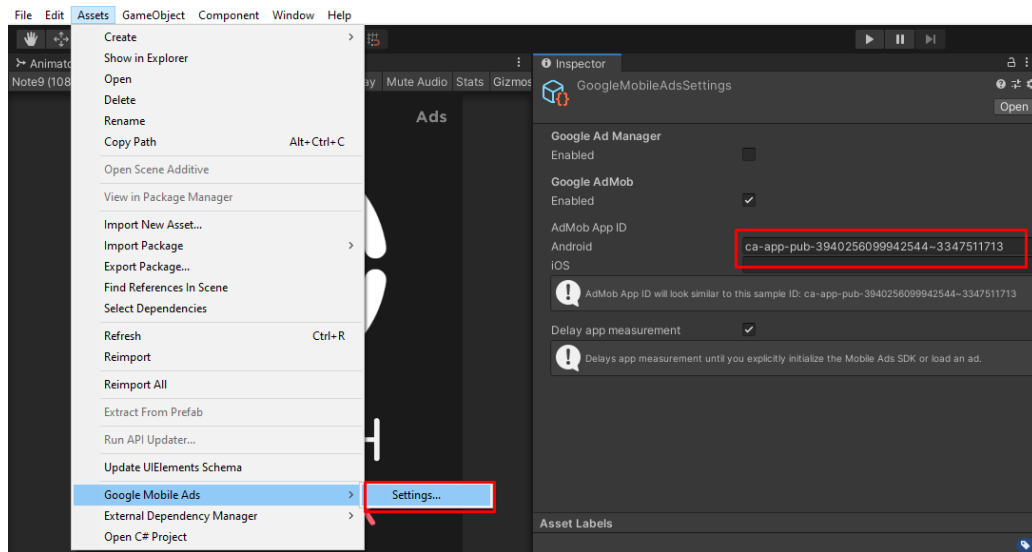 File Edit Assets GameObject Component Window Help
Create
Show in Explorer
Open
Delete
Rename
Copy Path Alt+Ctrl+C
Open Scene Additive
View in Package Manager
Import New Asset...
Import Package
Export Package...
Find References In Scene
Select Dependencies
Refresh Ctrl+R
Reimport
Reimport All
Extract From Prefab
Run API Updater...
Update UIElements Schema
Google Mobile Ads
External Dependency Manager
Open C# Project
Settings...
Note9 (108
Mute Audio Stats Gizmos
Ads
Inspector
GoogleMobileAdsSettings
Open
Google Ad Manager
Enabled
Google AdMob
Enabled
AdMob App ID
Android ca-app-pub-3940256099942544~3347511713
iOS
AdMob App ID will look similar to this sample ID: ca-app-pub-3940256099942544~3347511713
Delay app measurement
Delays app measurement until you explicitly initialize the Mobile Ads SDK or load an ad.
Asset Labels